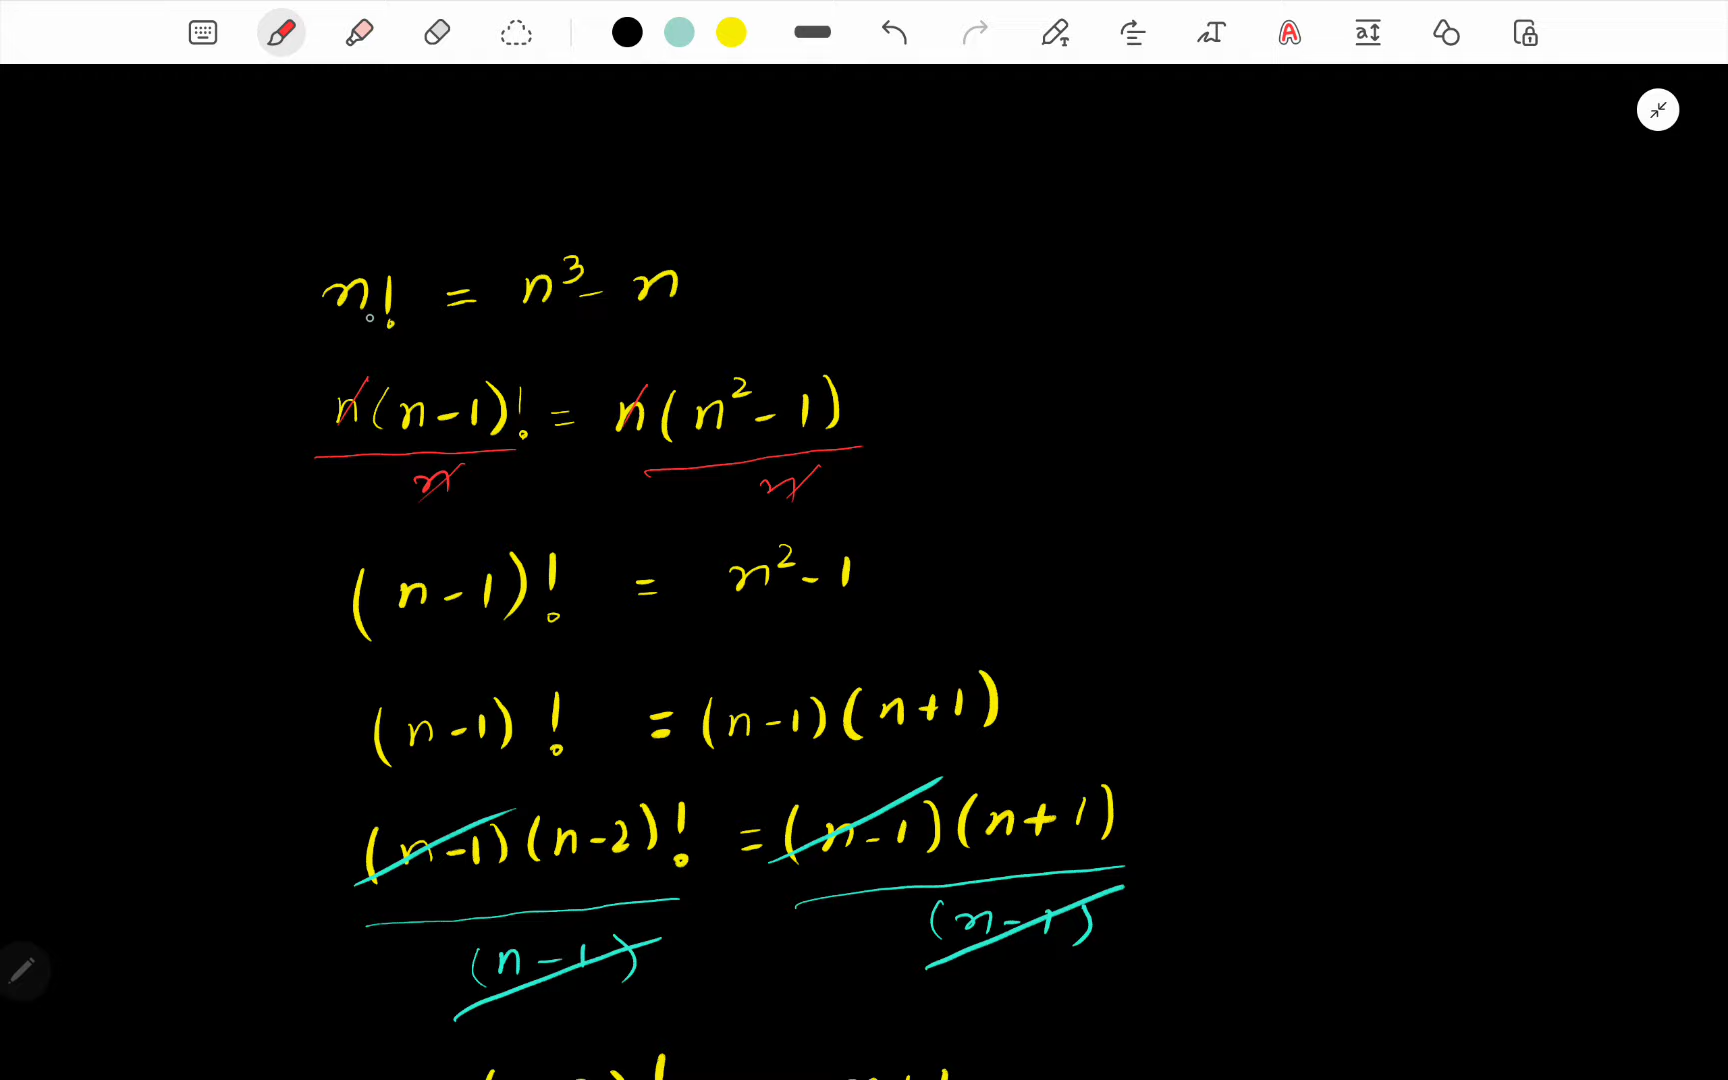 n! = n³ - n
n(n-1)! = n(n²-1)
n n
(n-1)! = n²-1
(n-1)! = (n-1)(n+1)
(n-1)(n-2)! = (n-1)(n+1)
(n-1) (n-1)